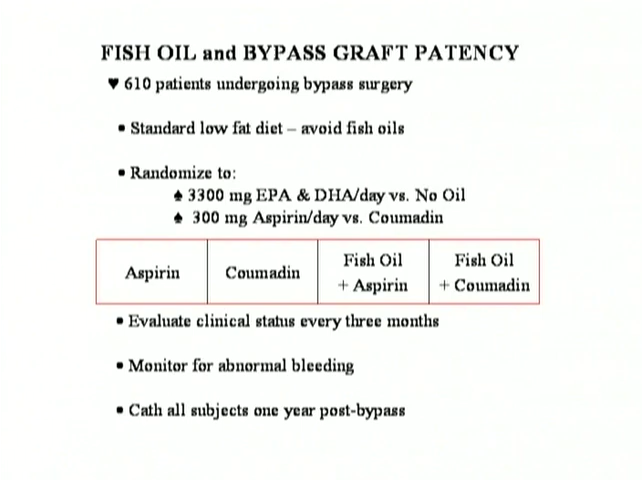 FISH OIL and BYPASS GRAFT PATENCY
♥ 610 patients undergoing bypass surgery
• Standard low fat diet – avoid fish oils
• Randomize to:
♠ 3300 mg EPA & DHA/day vs. No Oil
♠ 300 mg Aspirin/day vs. Coumadin
Aspirin
Coumadin
Fish Oil
+ Aspirin
Fish Oil
+ Coumadin
• Evaluate clinical status every three months
• Monitor for abnormal bleeding
• Cath all subjects one year post-bypass